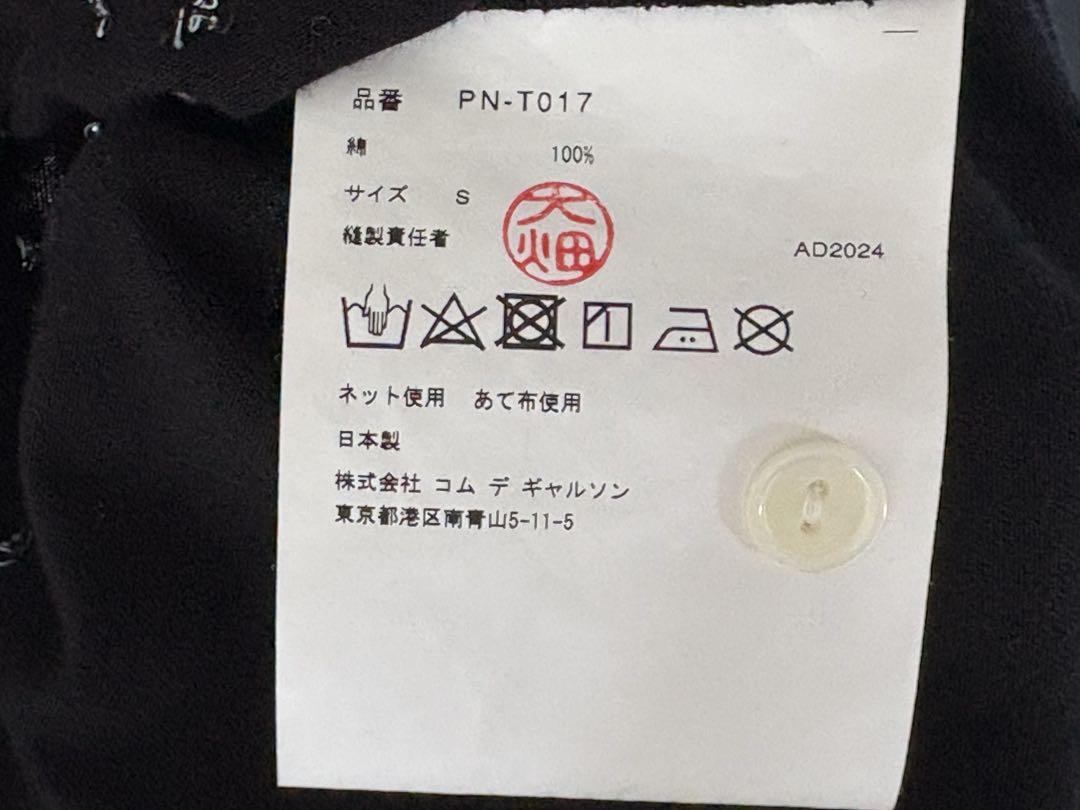 品番 PN-T017
綿 100%
サイズ S
縫製責任者
大畑
AD2024
ネット使用 あて布使用
日本製
株式会社 コム デ ギャルソン
東京都港区南青山5-11-5